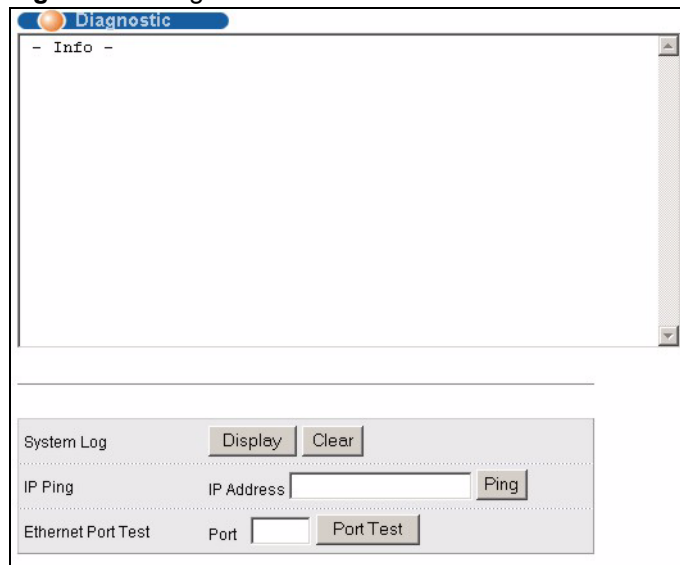 Diagnostic
- Info -
System Log Display Clear
IP Ping IP Address Ping
Ethernet Port Test Port Port Test